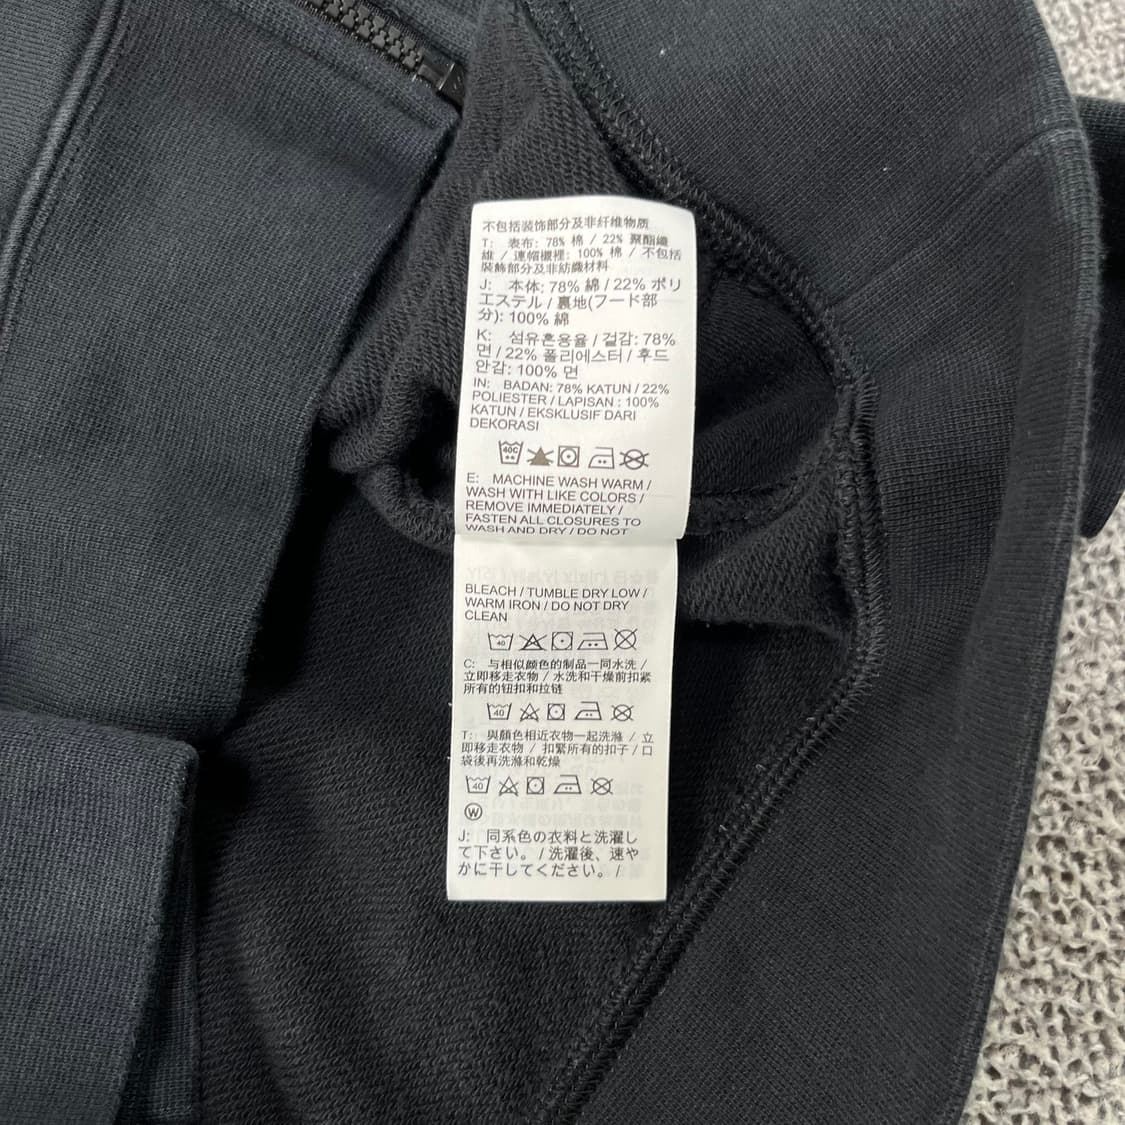 不包括装饰部分及非纤维物质
T: 表布: 78% 棉 / 22% 聚酯纖
維 / 連帽襯裡: 100% 棉 / 不包括
裝飾部分及非紡織材料
J: 本体: 78% 綿 / 22% ポリ
エステル / 裏地(フード部
分): 100% 綿
K: 섬유혼용율 / 겉감: 78%
면 / 22% 폴리에스터 / 후드
안감: 100% 면
IN: BADAN: 78% KATUN / 22%
POLIESTER / LAPISAN : 100%
KATUN / EKSKLUSIF DARI
DEKORASI
40C
E: MACHINE WASH WARM /
WASH WITH LIKE COLORS /
REMOVE IMMEDIATELY /
FASTEN ALL CLOSURES TO
WASH AND DRY / DO NOT
BLEACH / TUMBLE DRY LOW /
WARM IRON / DO NOT DRY
CLEAN
40
C: 与相似颜色的制品一同水洗 /
立即移走衣物 / 水洗和干燥前扣紧
所有的钮扣和拉链
40
T: 與顏色相近衣物一起洗滌 / 立
即移走衣物 / 扣緊所有的扣子 / 口
袋後再洗滌和乾燥
40
W
J: 同系色の衣料と洗濯し
て下さい。 / 洗濯後、速や
かに干してください。 /